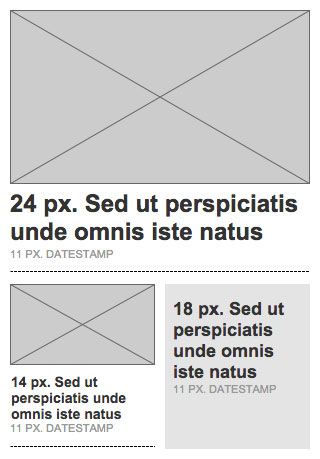 24 px. Sed ut perspiciatis
unde omnis iste natus
11 PX. DATESTAMP
14 px. Sed ut
perspiciatis unde
omnis iste natus
11 PX. DATESTAMP
18 px. Sed ut
perspiciatis
unde omnis
iste natus
11 PX. DATESTAMP